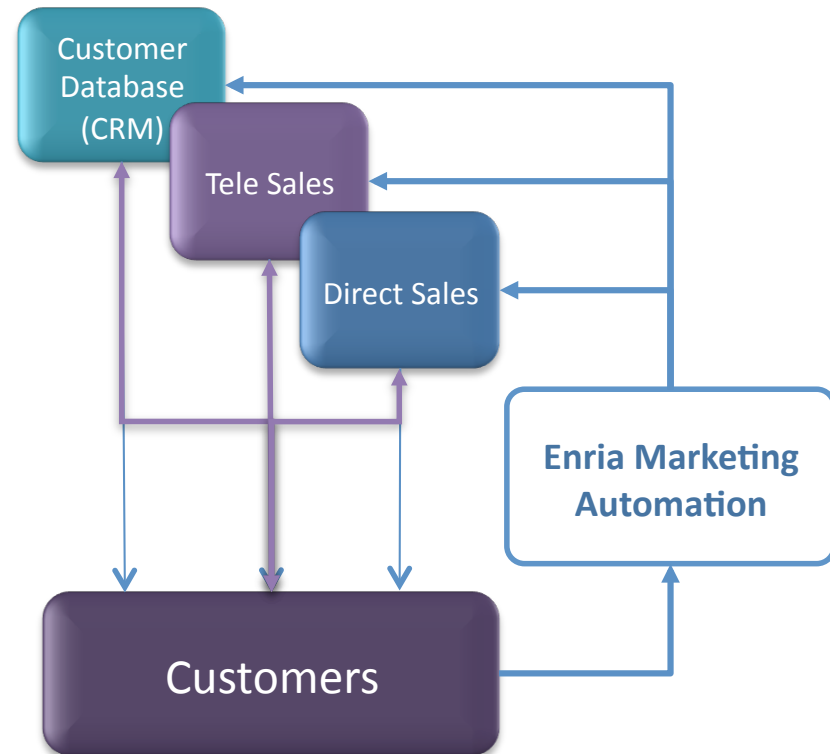 Customer
Database
(CRM)
Tele Sales
Direct Sales
Enria Marketing
Automation
Customers